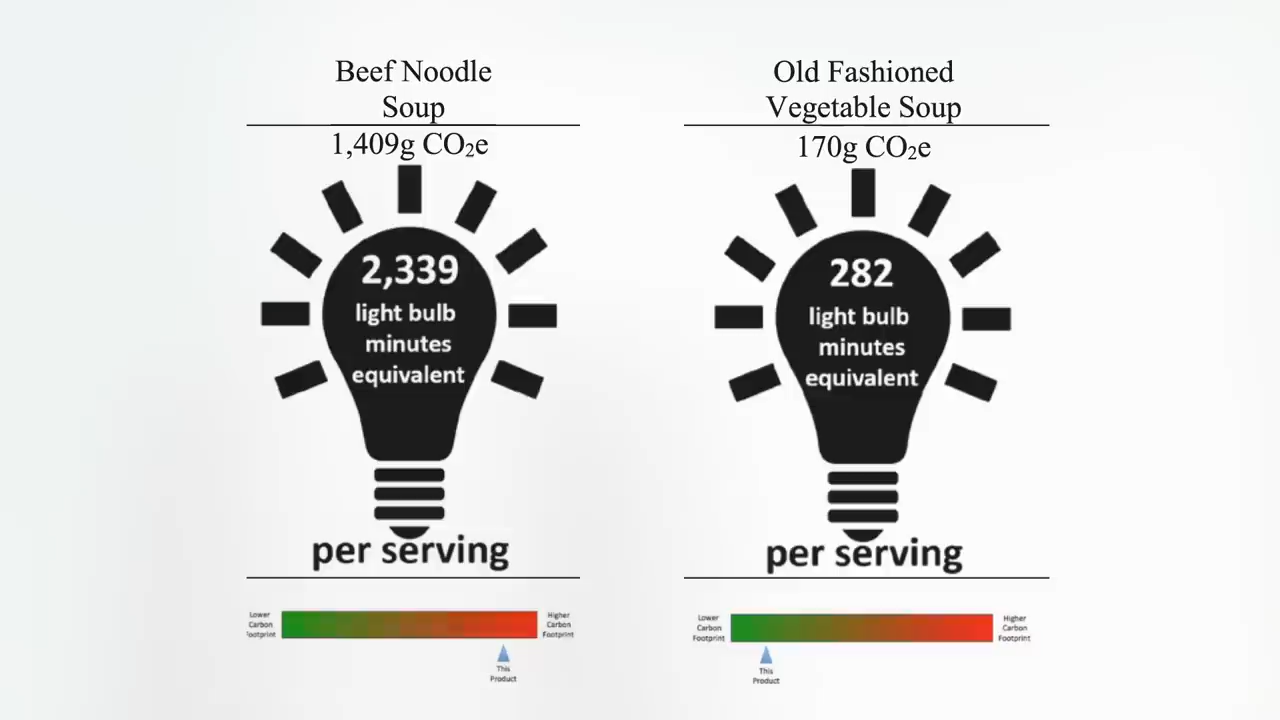 Beef Noodle
Soup
1,409g CO₂e
2,339
light bulb
minutes
equivalent
per serving
Lower
Carbon
Footprint
Higher
Carbon
Footprint
This
Product
Old Fashioned
Vegetable Soup
170g CO₂e
282
light bulb
minutes
equivalent
per serving
Lower
Carbon
Footprint
Higher
Carbon
Footprint
This
Product